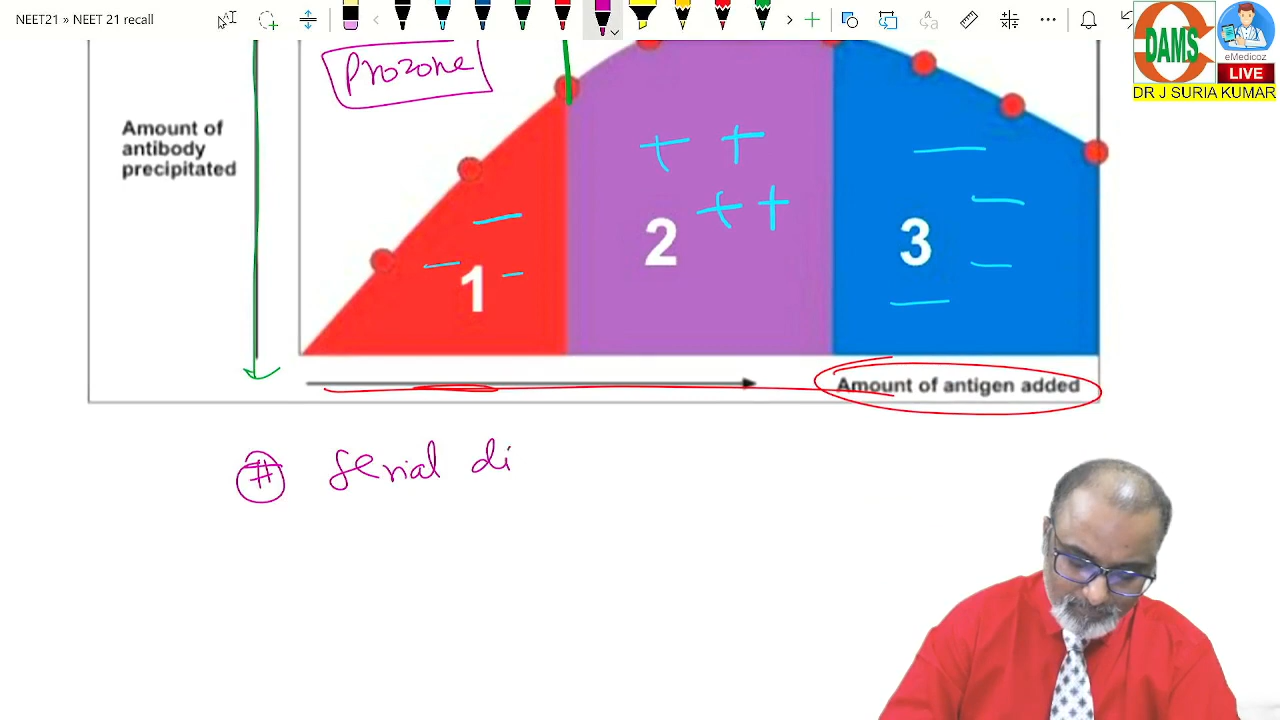 NEET21 » NEET 21 recall
DAMS
eMedicoz
LIVE
DR J SURIA KUMAR
Prozone
Amount of
antibody
precipitated
+ +
+ +
1
2
3
Amount of antigen added
# Serial di